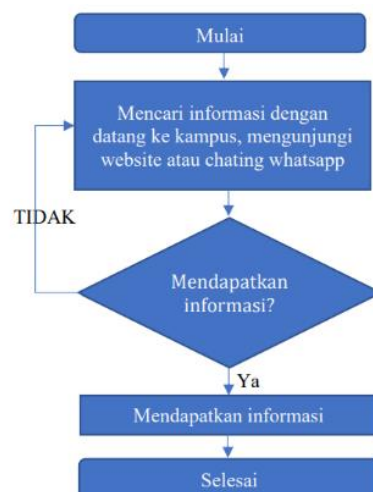 Mulai
Mencari informasi dengan
datang ke kampus, mengunjungi
website atau chating whatsapp
TIDAK
Mendapatkan
informasi?
Ya
Mendapatkan informasi
Selesai